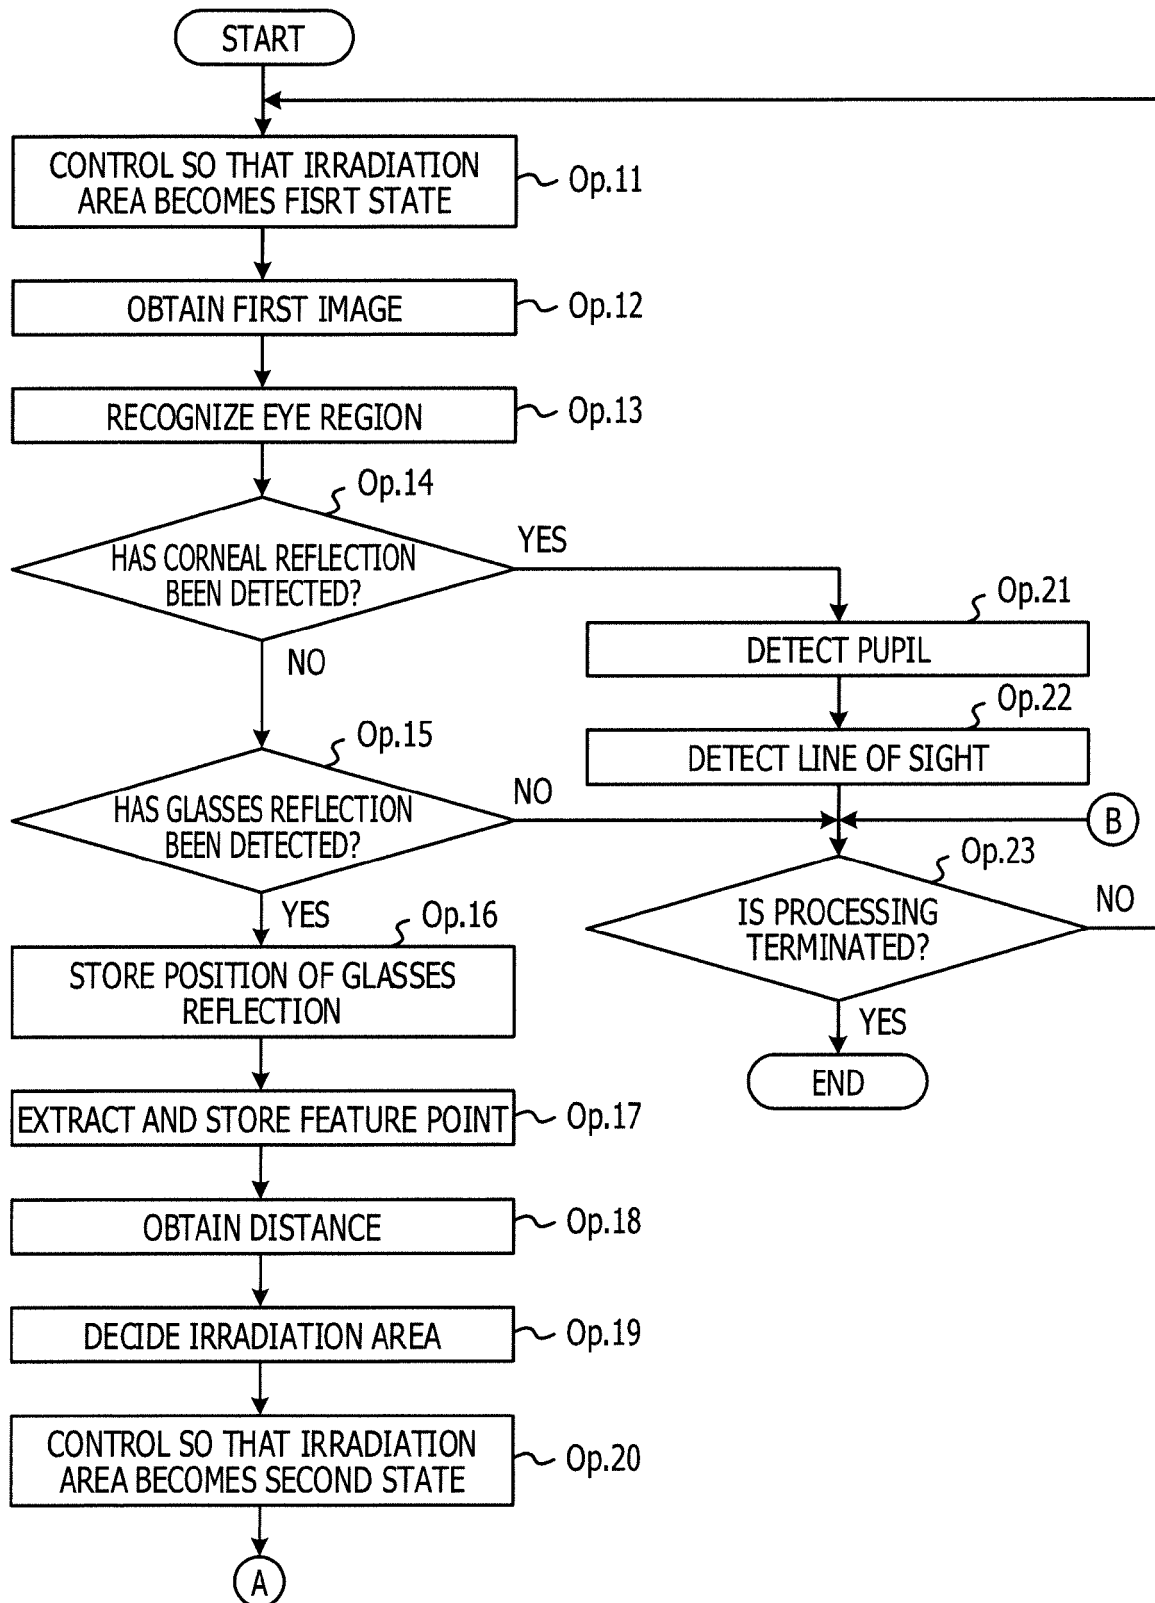 START
CONTROL SO THAT IRRADIATION
AREA BECOMES FISRT STATE
Op.11
OBTAIN FIRST IMAGE
Op.12
RECOGNIZE EYE REGION
Op.13
Op.14
HAS CORNEAL REFLECTION
BEEN DETECTED?
YES
NO
Op.21
DETECT PUPIL
Op.22
DETECT LINE OF SIGHT
Op.15
HAS GLASSES REFLECTION
BEEN DETECTED?
NO
B
YES
Op.23
IS PROCESSING
TERMINATED?
NO
YES
END
Op.16
STORE POSITION OF GLASSES
REFLECTION
EXTRACT AND STORE FEATURE POINT
Op.17
OBTAIN DISTANCE
Op.18
DECIDE IRRADIATION AREA
Op.19
CONTROL SO THAT IRRADIATION
AREA BECOMES SECOND STATE
Op.20
A